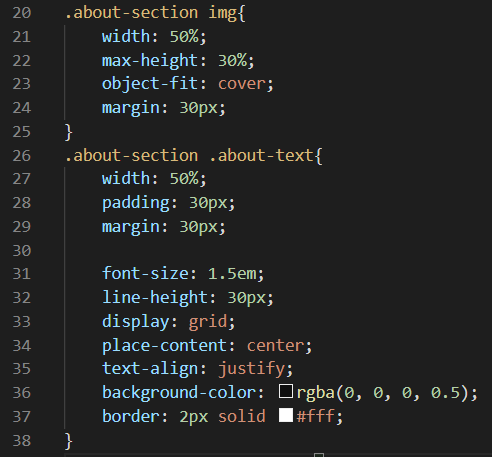 20 .about-section img{
21 width: 50%;
22 max-height: 30%;
23 object-fit: cover;
24 margin: 30px;
25 }
26 .about-section .about-text{
27 width: 50%;
28 padding: 30px;
29 margin: 30px;
30
31 font-size: 1.5em;
32 line-height: 30px;
33 display: grid;
34 place-content: center;
35 text-align: justify;
36 background-color: rgba(0, 0, 0, 0.5);
37 border: 2px solid #fff;
38 }